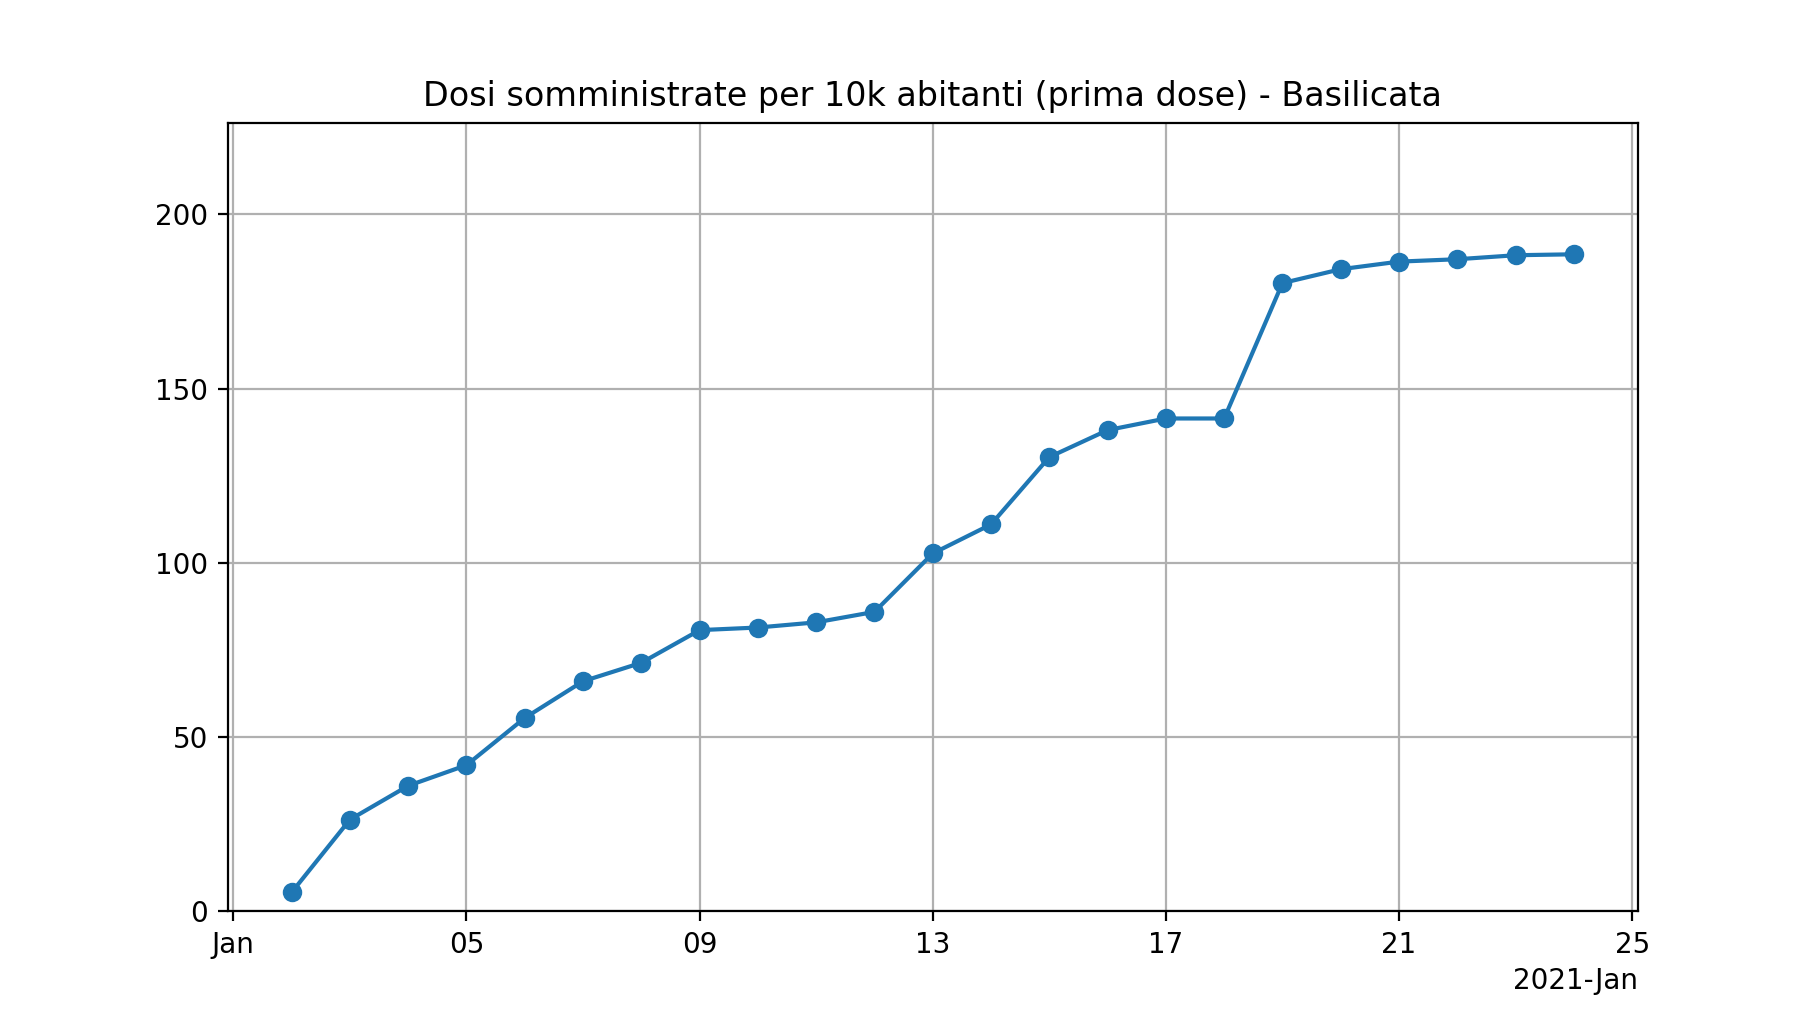 Dosi somministrate per 10k abitanti (prima dose) - Basilicata
200
150
100
50
0
Jan 05 09 13 17 21 25
2021-Jan